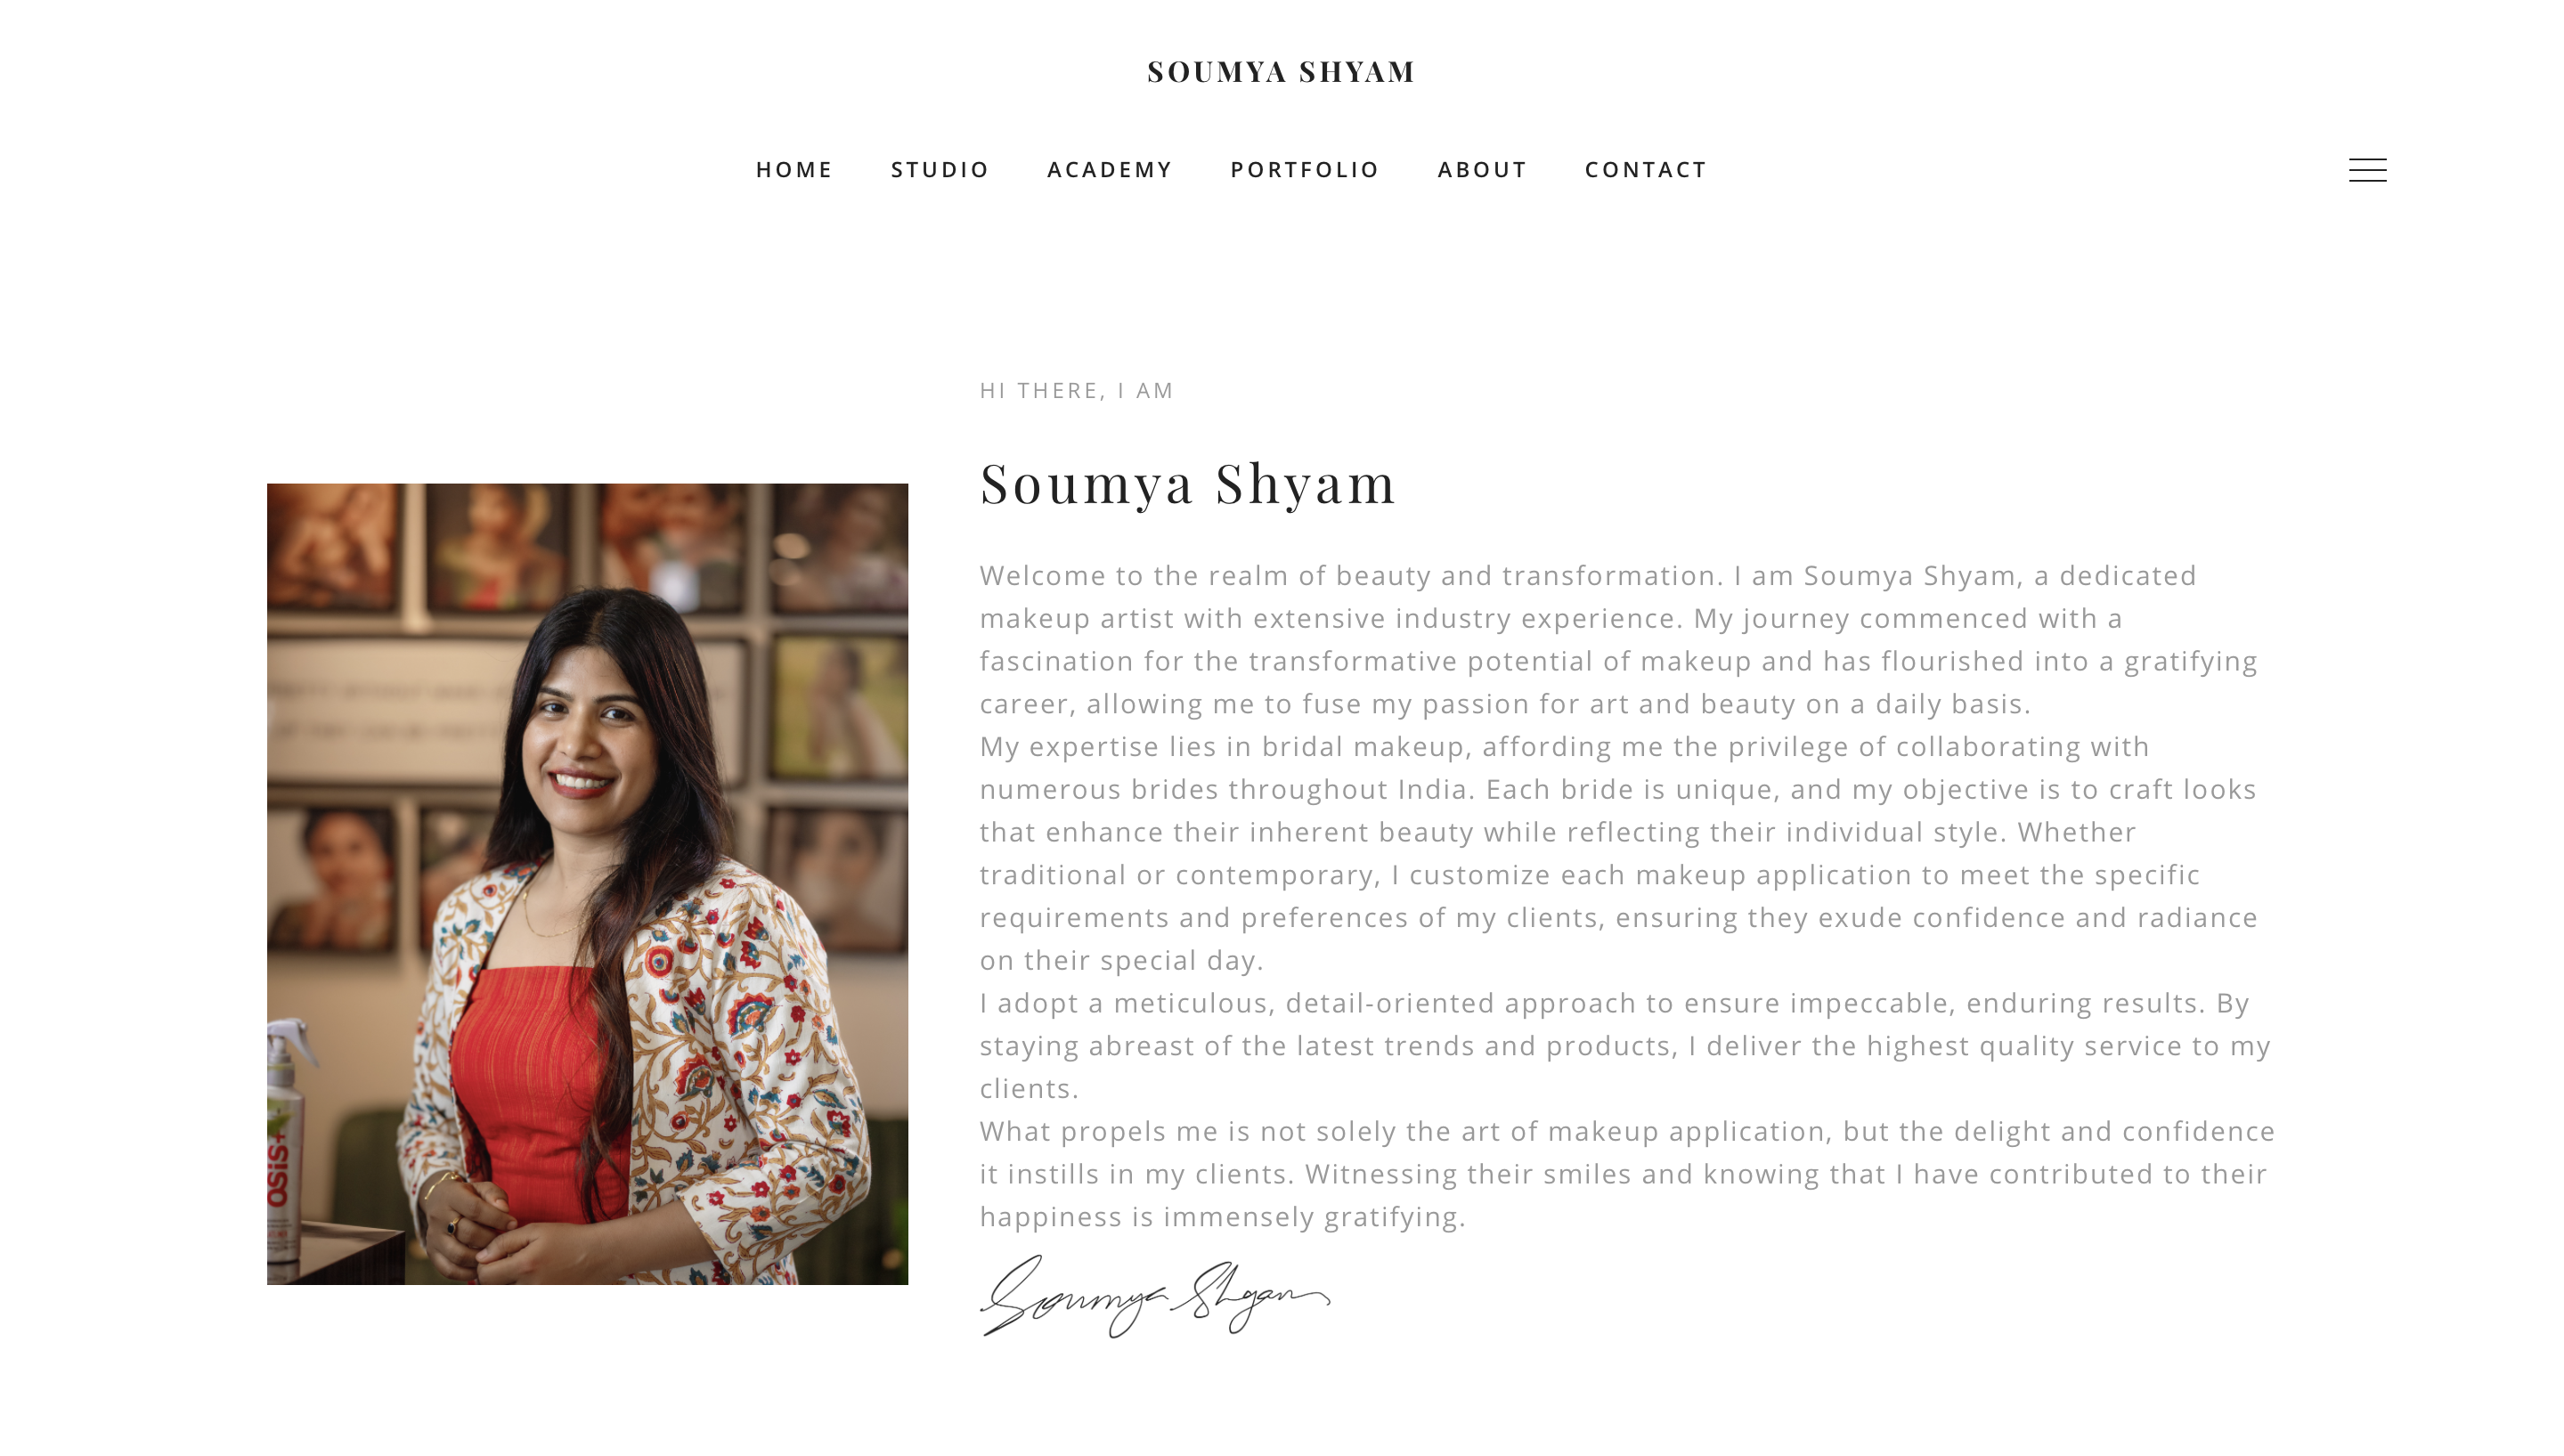 SOUMYA SHYAM
HOME STUDIO ACADEMY PORTFOLIO ABOUT CONTACT
HI THERE, I AM
Soumya Shyam
Welcome to the realm of beauty and transformation. I am Soumya Shyam, a dedicated
makeup artist with extensive industry experience. My journey commenced with a
fascination for the transformative potential of makeup and has flourished into a gratifying
career, allowing me to fuse my passion for art and beauty on a daily basis.
My expertise lies in bridal makeup, affording me the privilege of collaborating with
numerous brides throughout India. Each bride is unique, and my objective is to craft looks
that enhance their inherent beauty while reflecting their individual style. Whether
traditional or contemporary, I customize each makeup application to meet the specific
requirements and preferences of my clients, ensuring they exude confidence and radiance
on their special day.
I adopt a meticulous, detail-oriented approach to ensure impeccable, enduring results. By
staying abreast of the latest trends and products, I deliver the highest quality service to my
clients.
What propels me is not solely the art of makeup application, but the delight and confidence
it instills in my clients. Witnessing their smiles and knowing that I have contributed to their
happiness is immensely gratifying.
Soumya Shyam
OSiS+